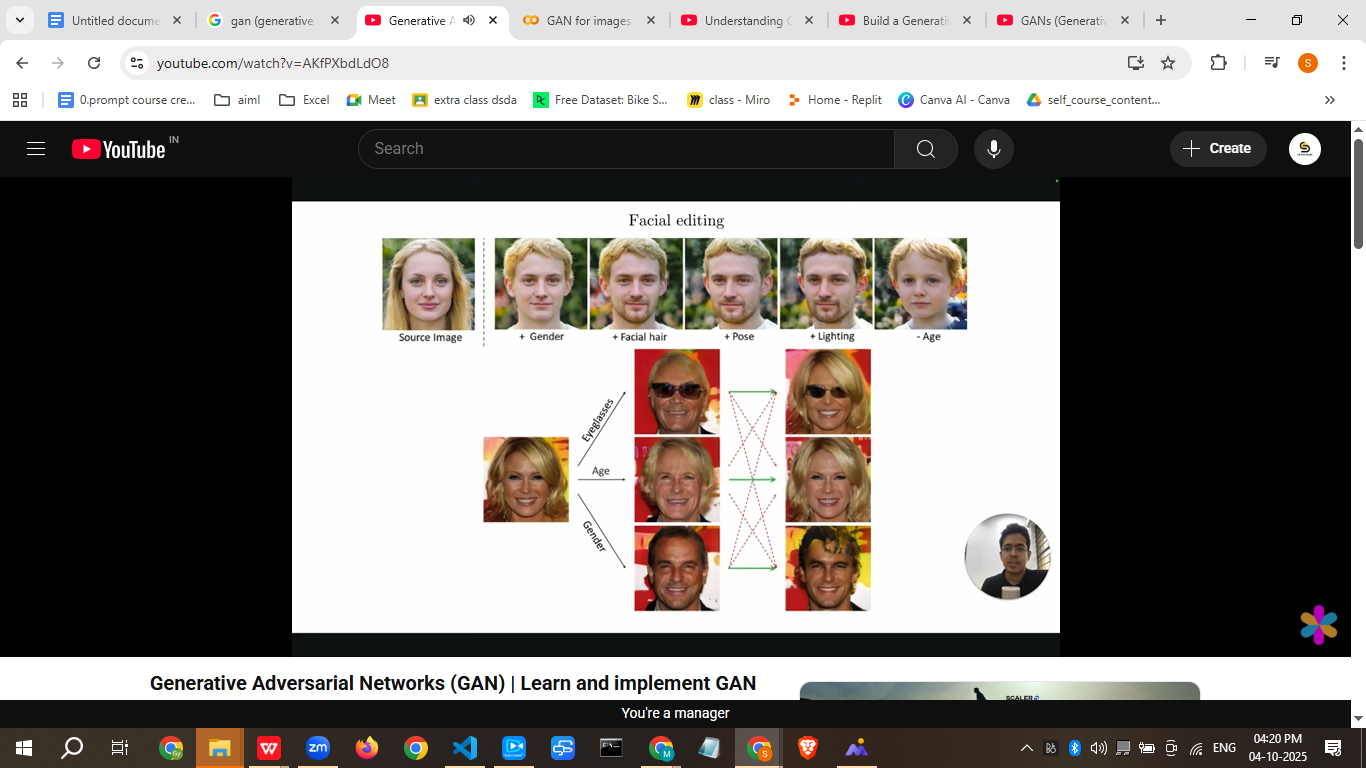 Untitled docume
gan (generative
Generative A
GAN for images
Understanding
Build a Generati
GANs (Generativ
youtube.com/watch?v=AKfPXbdLdO8
S
0.prompt course cre...
aiml
Excel
Meet
extra class dsda
Free Dataset: Bike S...
class - Miro
Home - Replit
Canva AI - Canva
self_course_content...
YouTube IN
Search
Create
Facial editing
Source Image
+ Gender
+ Facial hair
+ Pose
+ Lighting
- Age
Eyeglasses
Age
Gender
Generative Adversarial Networks (GAN) | Learn and implement GAN
SCALER
You're a manager
zm
ENG
04:20 PM
04-10-2025